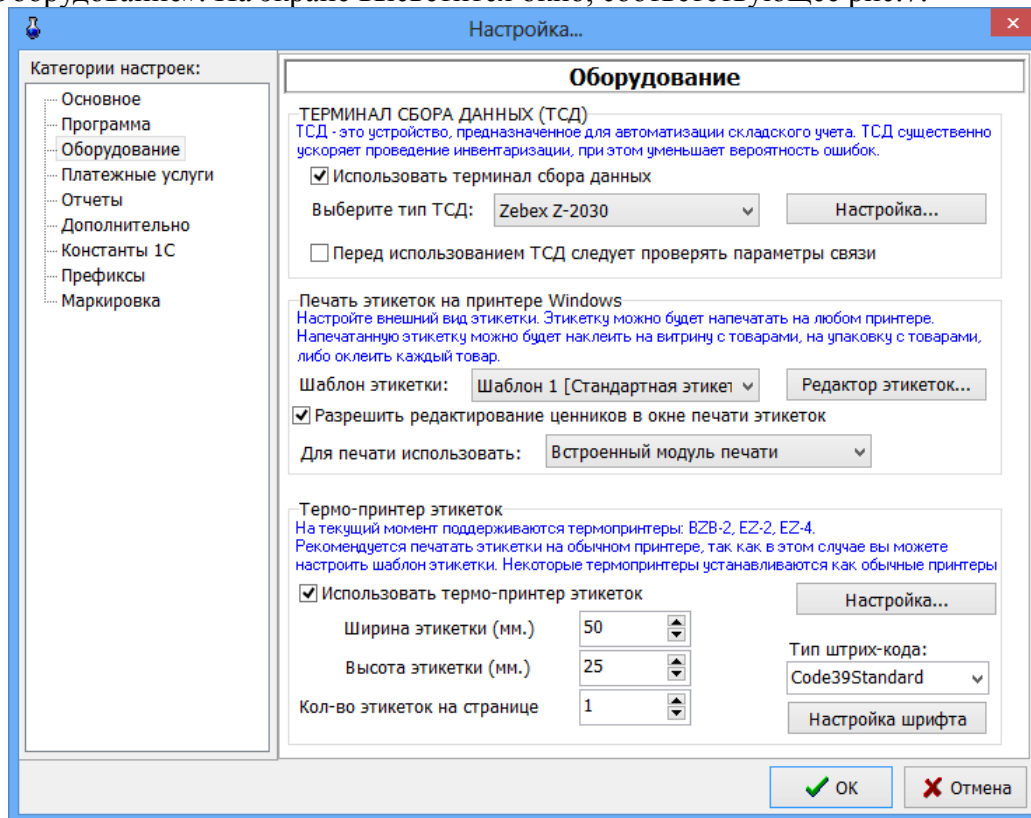 Оборудование». На экране высветится окно, соответствующее рис.
Настройка...
Категории настроек:
Основное
Программа
Оборудование
Платежные услуги
Отчеты
Дополнительно
Константы 1С
Префиксы
Маркировка
Оборудование
ТЕРМИНАЛ СБОРА ДАННЫХ (ТСД)
ТСД - это устройство, предназначенное для автоматизации складского учета. ТСД существенно
ускоряет проведение инвентаризации, при этом уменьшает вероятность ошибок.
Использовать терминал сбора данных
Выберите тип ТСД: Zebex Z-2030 Настройка...
Перед использованием ТСД следует проверять параметры связи
Печать этикеток на принтере Windows
Настройте внешний вид этикетки. Этикетку можно будет напечатать на любом принтере.
Напечатанную этикетку можно будет наклеить на витрину с товарами, на упаковку с товарами,
либо оклеить каждый товар.
Шаблон этикетки: Шаблон 1 [Стандартная этикет Редактор этикеток...
Разрешить редактирование ценников в окне печати этикеток
Для печати использовать: Встроенный модуль печати
Термо-принтер этикеток
На текущий момент поддерживаются термопринтеры: BZB-2, EZ-2, EZ-4.
Рекомендуется печатать этикетки на обычном принтере, так как в этом случае вы можете
настроить шаблон этикетки. Некоторые термопринтеры устанавливаются как обычные принтеры
Использовать термо-принтер этикеток Настройка...
Ширина этикетки (мм.) 50
Тип штрих-кода:
Высота этикетки (мм.) 25 Code39Standard
Кол-во этикеток на странице 1 Настройка шрифта
ОК Отмена